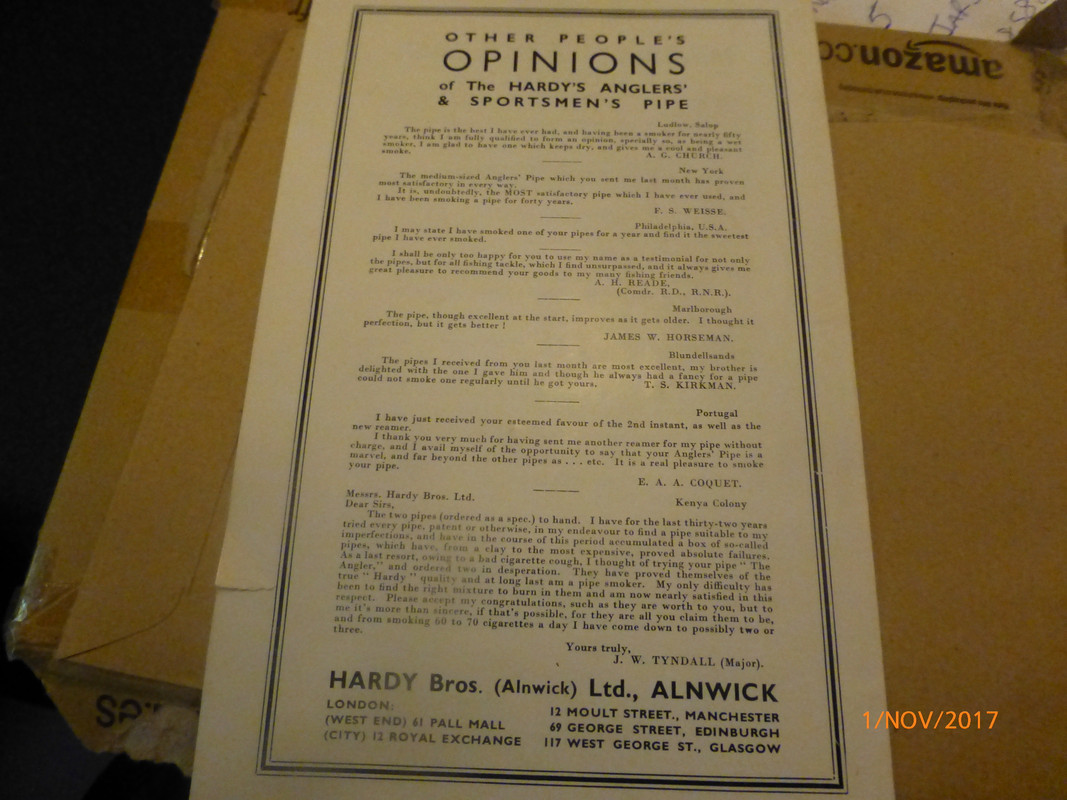 OTHER PEOPLE'S
OPINIONS
of The HARDY'S ANGLERS'
& SPORTSMEN'S PIPE
Ludlow, Salop
The pipe is the best I have ever had, and having been a smoker for nearly fifty
years, think I am fully qualified to form an opinion, specially so, as being a wet
smoker, I am glad to have one which keeps dry, and gives me a cool and pleasant
smoke. A. G. CHURCH.
New York
The medium-sized Anglers' Pipe which you sent me last month has proven
most satisfactory in every way.
It is, undoubtedly, the MOST satisfactory pipe which I have ever used, and
I have been smoking a pipe for forty years.
F. S. WEISSE.
Philadelphia, U.S.A.
I may state I have smoked one of your pipes for a year and find it the sweetest
pipe I have ever smoked.
I shall be only too happy for you to use my name as a testimonial for not only
the pipes, but for all fishing tackle, which I find unsurpassed, and it always gives me
great pleasure to recommend your goods to my many fishing friends.
A. H. READE,
(Comdr. R.D., R.N.R.).
Marlborough
The pipe, though excellent at the start, improves as it gets older. I thought it
perfection, but it gets better !
JAMES W. HORSEMAN.
Blundellsands
The pipes I received from you last month are most excellent, my brother is
delighted with the one I gave him and though he always had a fancy for a pipe
could not smoke one regularly until he got yours. T. S. KIRKMAN.
Portugal
I have just received your esteemed favour of the 2nd instant, as well as the
new reamer.
I thank you very much for having sent me another reamer for my pipe without
charge, and I avail myself of the opportunity to say that your Anglers' Pipe is a
marvel, and far beyond the other pipes as . . . etc. It is a real pleasure to smoke
your pipe.
E. A. A. COQUET.
Messrs. Hardy Bros. Ltd. Kenya Colony
Dear Sirs,
The two pipes (ordered as a spec.) to hand. I have for the last thirty-two years
tried every pipe, patent or otherwise, in my endeavour to find a pipe suitable to my
imperfections, and have in the course of this period accumulated a box of so-called
pipes, which have, from a clay to the most expensive, proved absolute failures.
As a last resort, owing to a bad cigarette cough, I thought of trying your pipe " The
Angler," and ordered two in desperation. They have proved themselves of the
true " Hardy " quality and at long last am a pipe smoker. My only difficulty has
been to find the right mixture to burn in them and am now nearly satisfied in this
respect. Please accept my congratulations, such as they are worth to you, but to
me it's more than sincere, if that's possible, for they are all you claim them to be,
and from smoking 60 to 70 cigarettes a day I have come down to possibly two or
three.
Yours truly,
J. W. TYNDALL (Major).
HARDY Bros. (Alnwick) Ltd., ALNWICK
LONDON:
(WEST END) 61 PALL MALL
(CITY) 12 ROYAL EXCHANGE
12 MOULT STREET., MANCHESTER
69 GEORGE STREET, EDINBURGH
117 WEST GEORGE ST., GLASGOW
amazon.co
5
1/NOV/2017